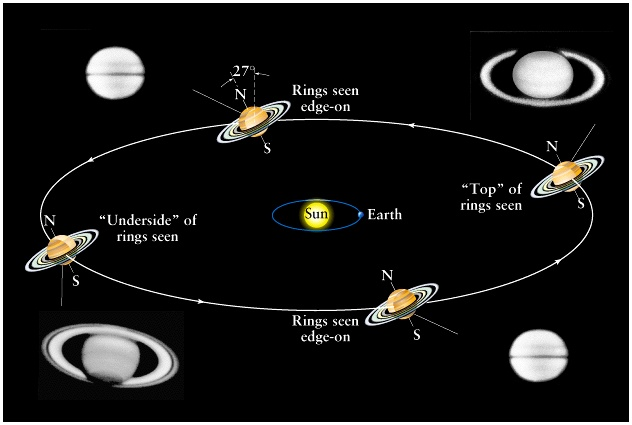 27°
N
Rings seen
edge-on
S
N
"Top" of
rings seen
S
Sun
Earth
N
"Underside" of
rings seen
S
N
Rings seen
edge-on
S